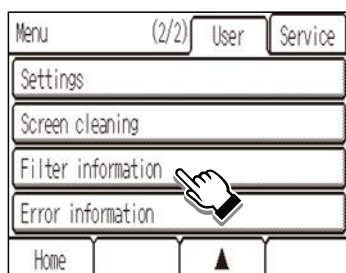 Menu (2/2) User Service
Settings
Screen cleaning
Filter information
Error information
Home ▲